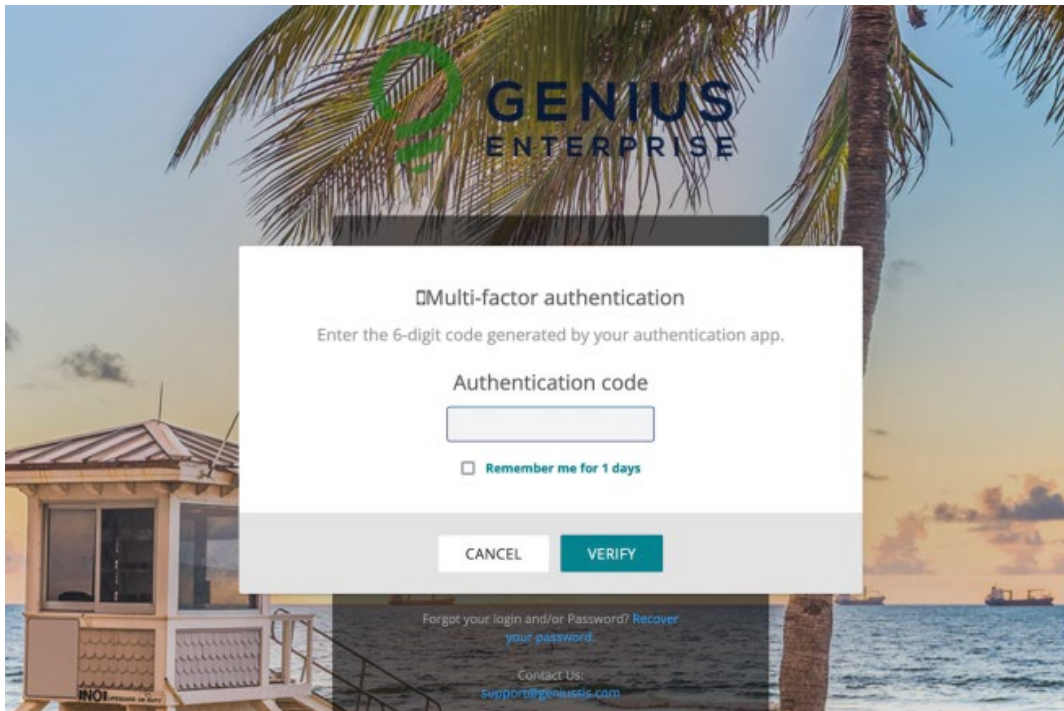 GENIUS
ENTERPRISE
Multi-factor authentication
Enter the 6-digit code generated by your authentication app.
Authentication code
Remember me for 1 days
CANCEL
VERIFY
Forgot your login and/or Password? Recover
your password.
Contact Us:
support@geniussis.com
NO!